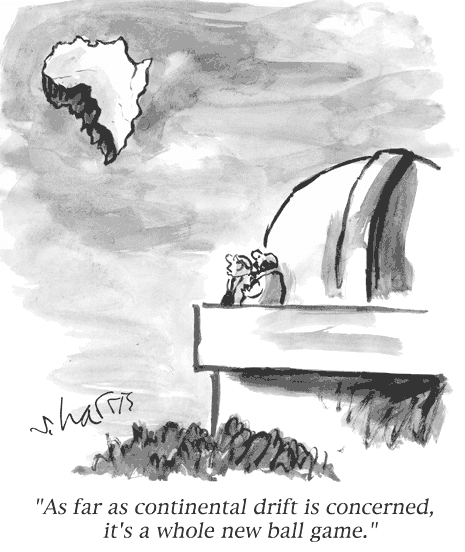 s. harris
"As far as continental drift is concerned,
it's a whole new ball game."